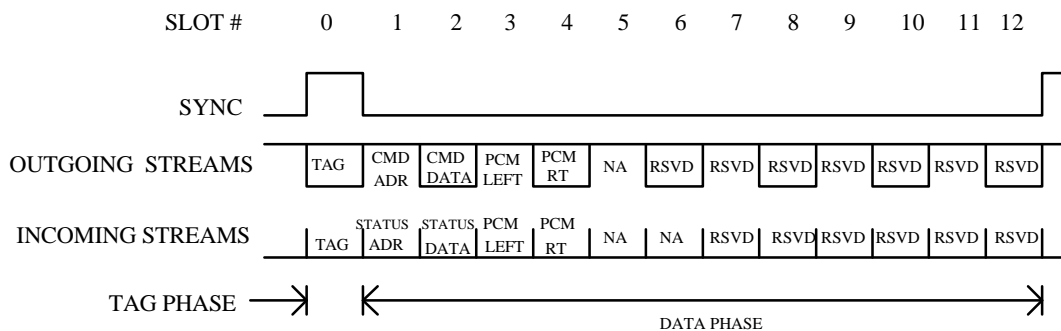 SLOT # 0 1 2 3 4 5 6 7 8 9 10 11 12
SYNC
OUTGOING STREAMS TAG CMD ADR CMD DATA PCM LEFT PCM RT NA RSVD RSVD RSVD RSVD RSVD RSVD RSVD
INCOMING STREAMS TAG STATUS ADR STATUS DATA PCM LEFT PCM RT NA NA RSVD RSVD RSVD RSVD RSVD RSVD
TAG PHASE
DATA PHASE